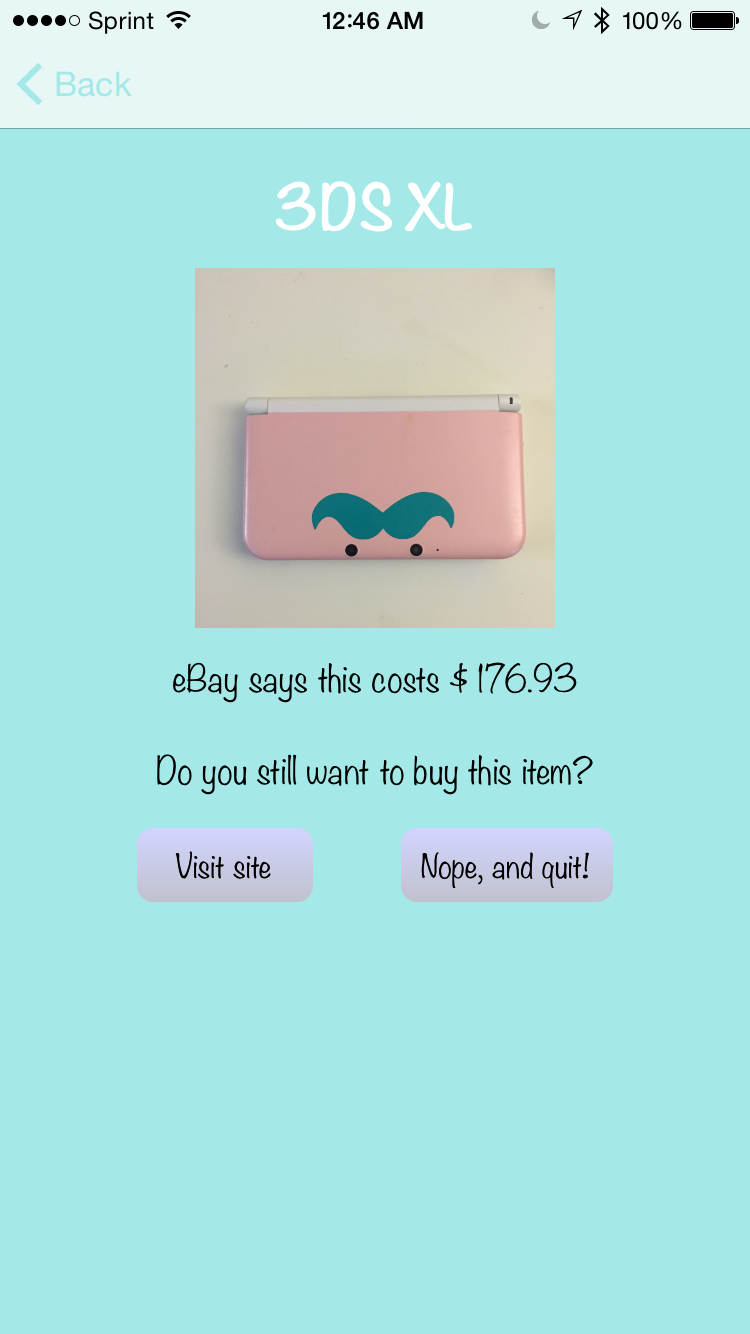 Sprint 12:46 AM 100%
Back
3DS XL
eBay says this costs $176.93
Do you still want to buy this item?
Visit site Nope, and quit!